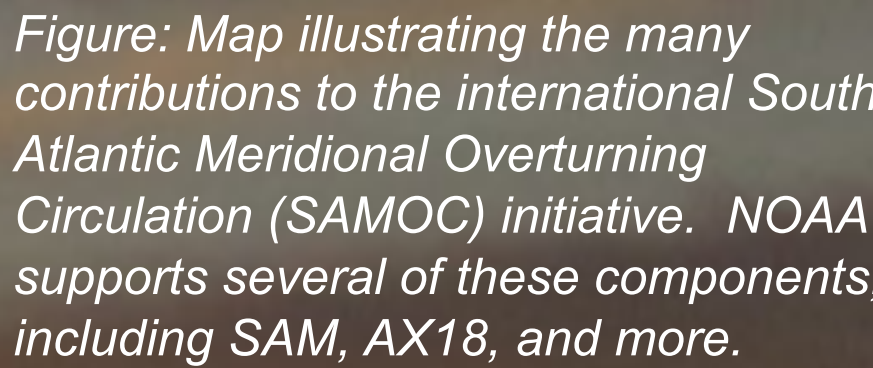 Figure: Map illustrating the many
contributions to the international South
Atlantic Meridional Overturning
Circulation (SAMOC) initiative.  NOAA
supports several of these components,
including SAM, AX18, and more.